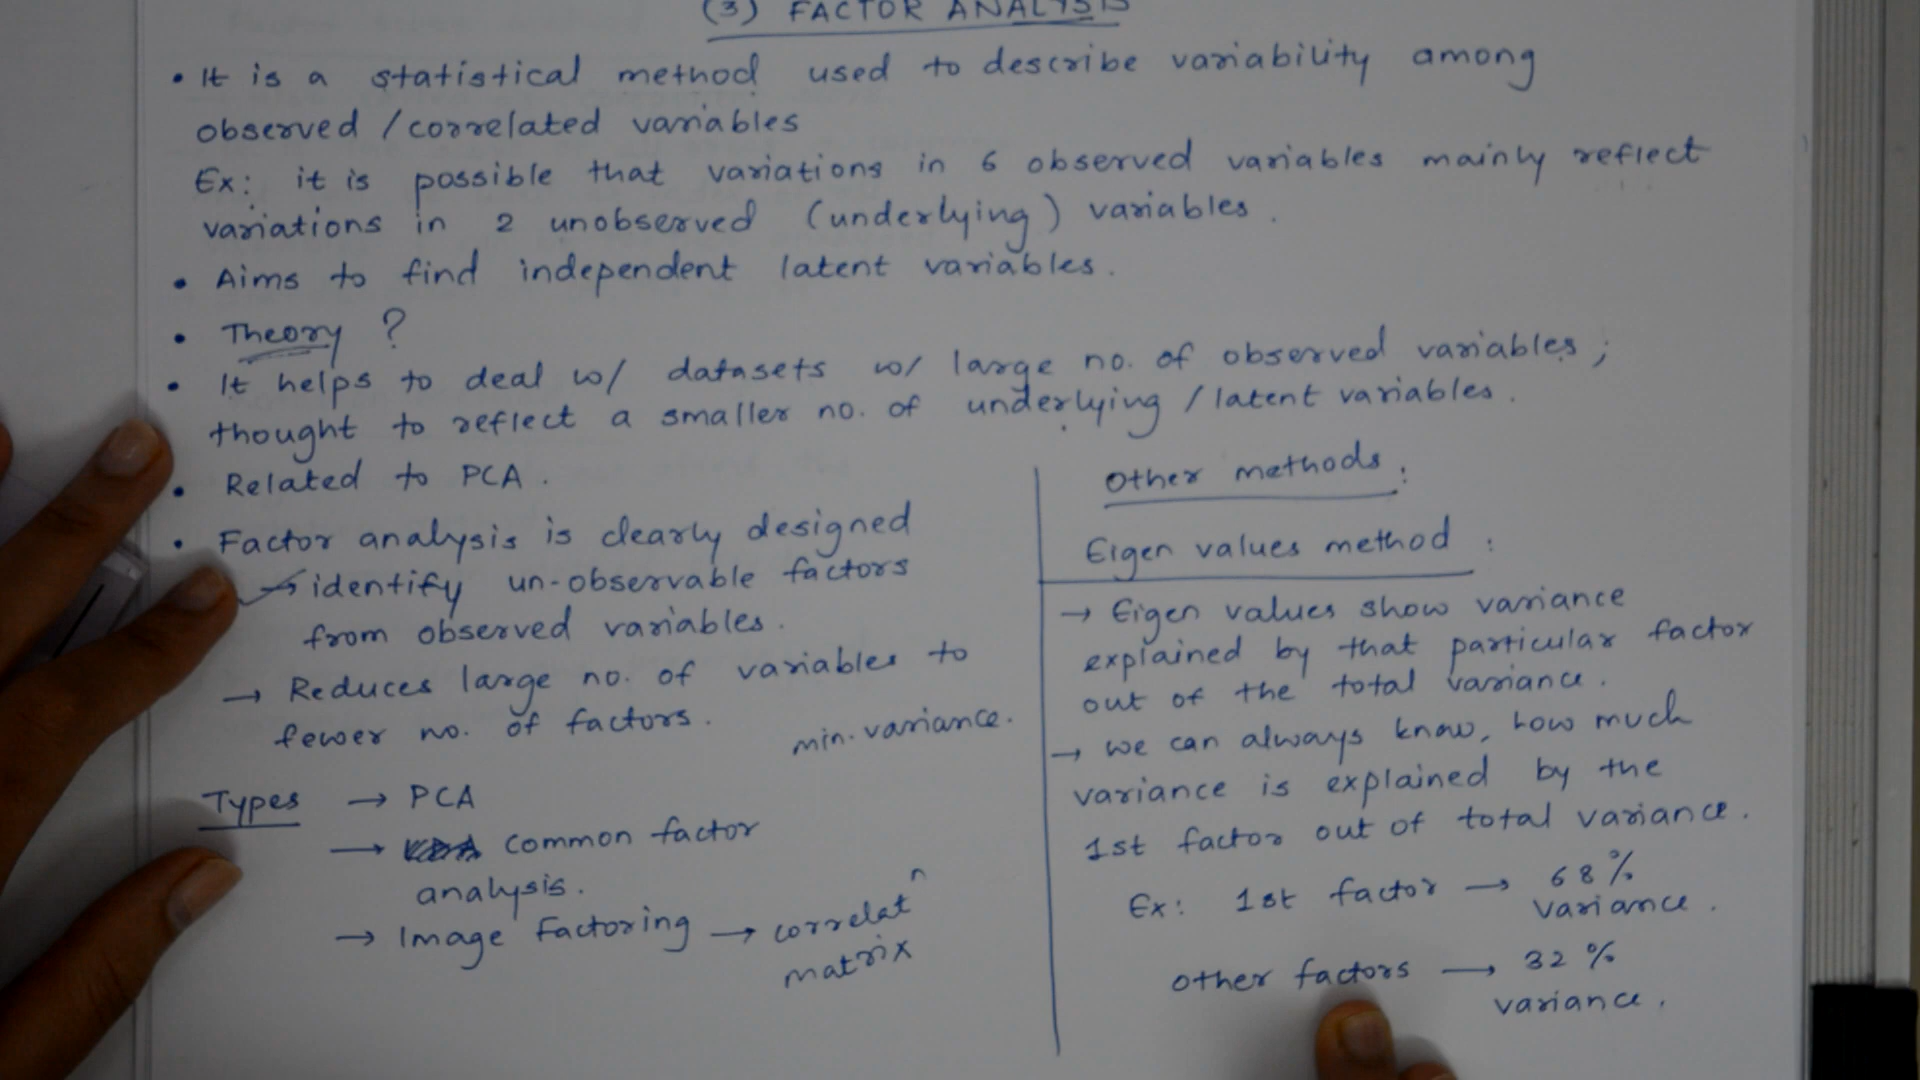 (3) FACTOR ANALYSIS
• It is a statistical method used to describe variability among
observed / correlated variables
Ex: it is possible that variations in 6 observed variables mainly reflect
variations in 2 unobserved (underlying) variables.
• Aims to find independent latent variables.
• Theory ?
• It helps to deal w/ datasets w/ large no. of observed variables;
thought to reflect a smaller no. of underlying / latent variables.
• Related to PCA.
• Factor analysis is clearly designed
→ identify un-observable factors
from observed variables.
→ Reduces large no. of variables to
fewer no. of factors.
min. variance.
Types → PCA
→ common factor
analysis.
→ Image Factoring → correlatn
matrix
Other methods:
Eigen values method:
→ Eigen values show variance
explained by that particular factor
out of the total variance.
→ we can always know, how much
variance is explained by the
1st factor out of total variance.
Ex: 1st factor → 68%
variance.
other factors → 32%
variance.